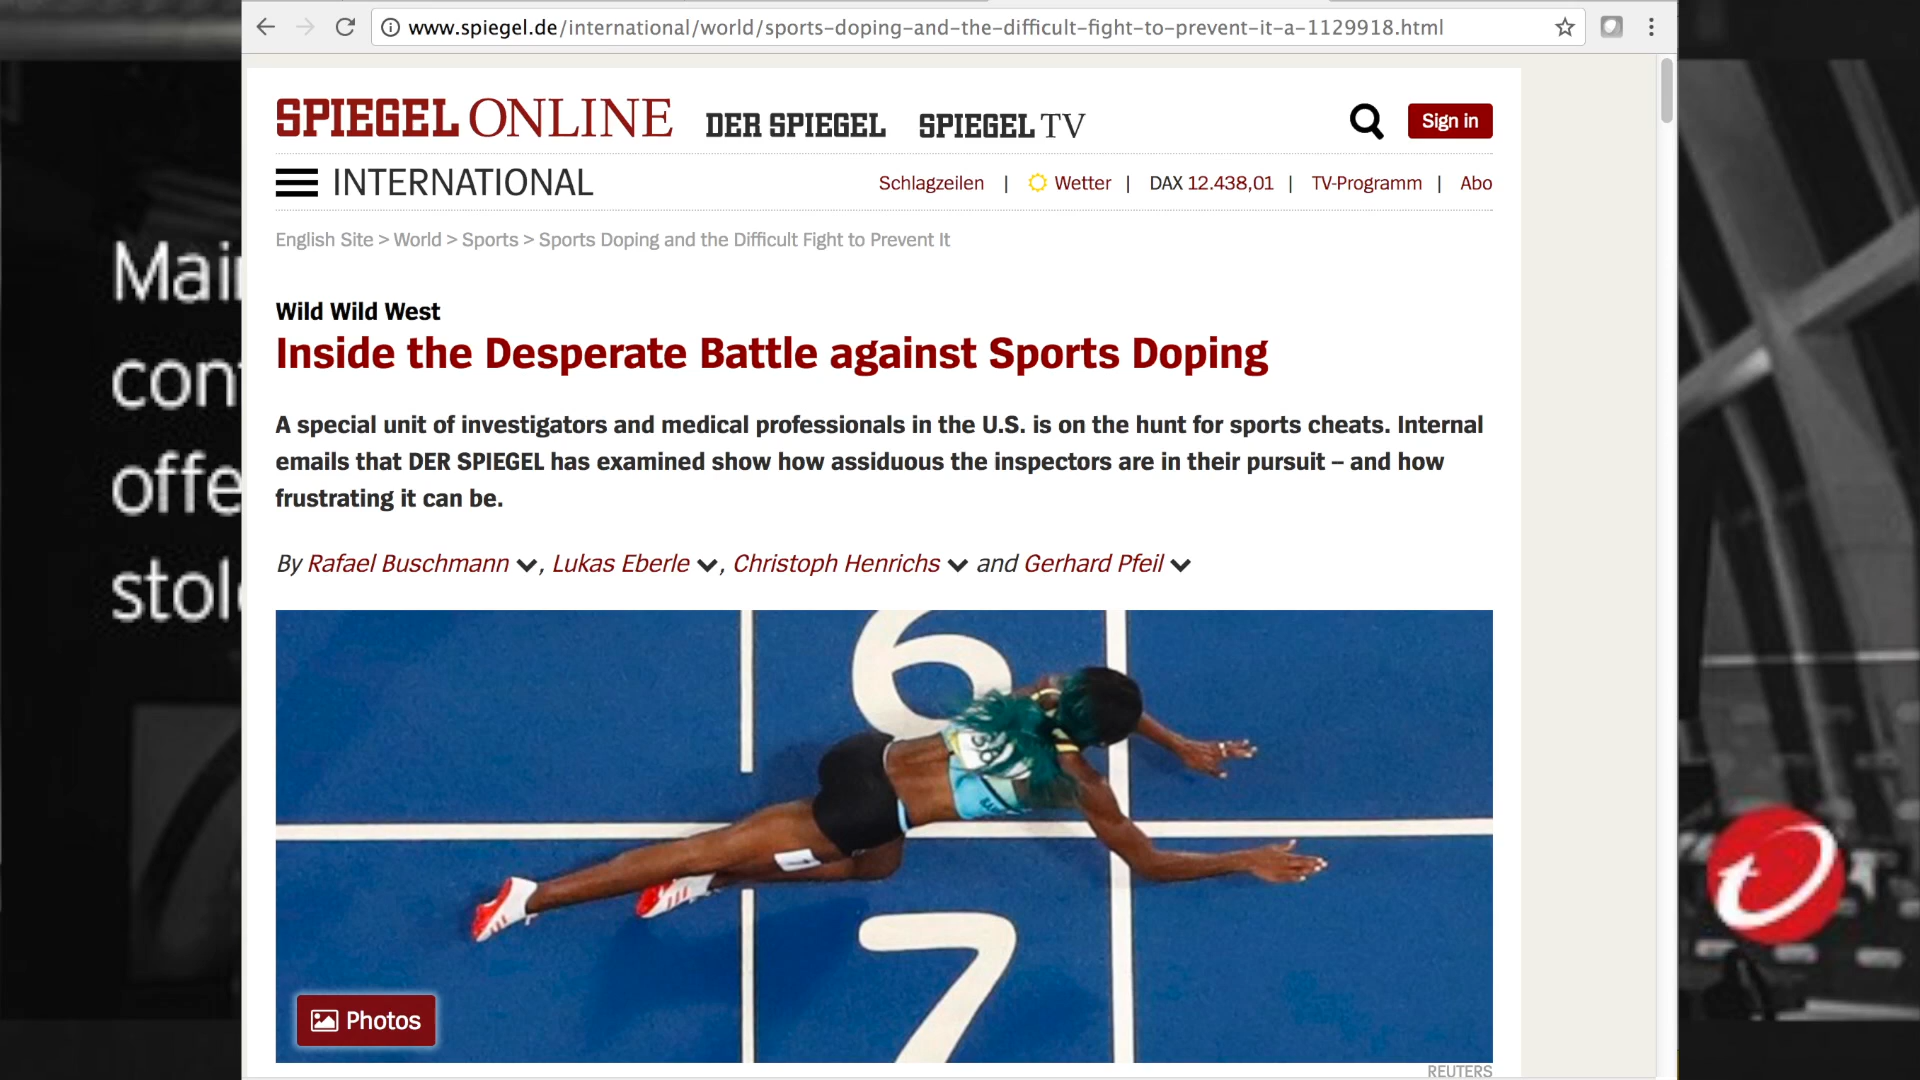 www.spiegel.de/international/world/sports-doping-and-the-difficult-fight-to-prevent-it-a-1129918.html
SPIEGEL ONLINE DER SPIEGEL SPIEGEL TV
Sign in
INTERNATIONAL
Schlagzeilen | Wetter | DAX 12.438,01 | TV-Programm | Abo
English Site > World > Sports > Sports Doping and the Difficult Fight to Prevent It
Wild Wild West
Inside the Desperate Battle against Sports Doping
A special unit of investigators and medical professionals in the U.S. is on the hunt for sports cheats. Internal
emails that DER SPIEGEL has examined show how assiduous the inspectors are in their pursuit – and how
frustrating it can be.
By Rafael Buschmann, Lukas Eberle, Christoph Henrichs and Gerhard Pfeil
6
7
Photos
REUTERS